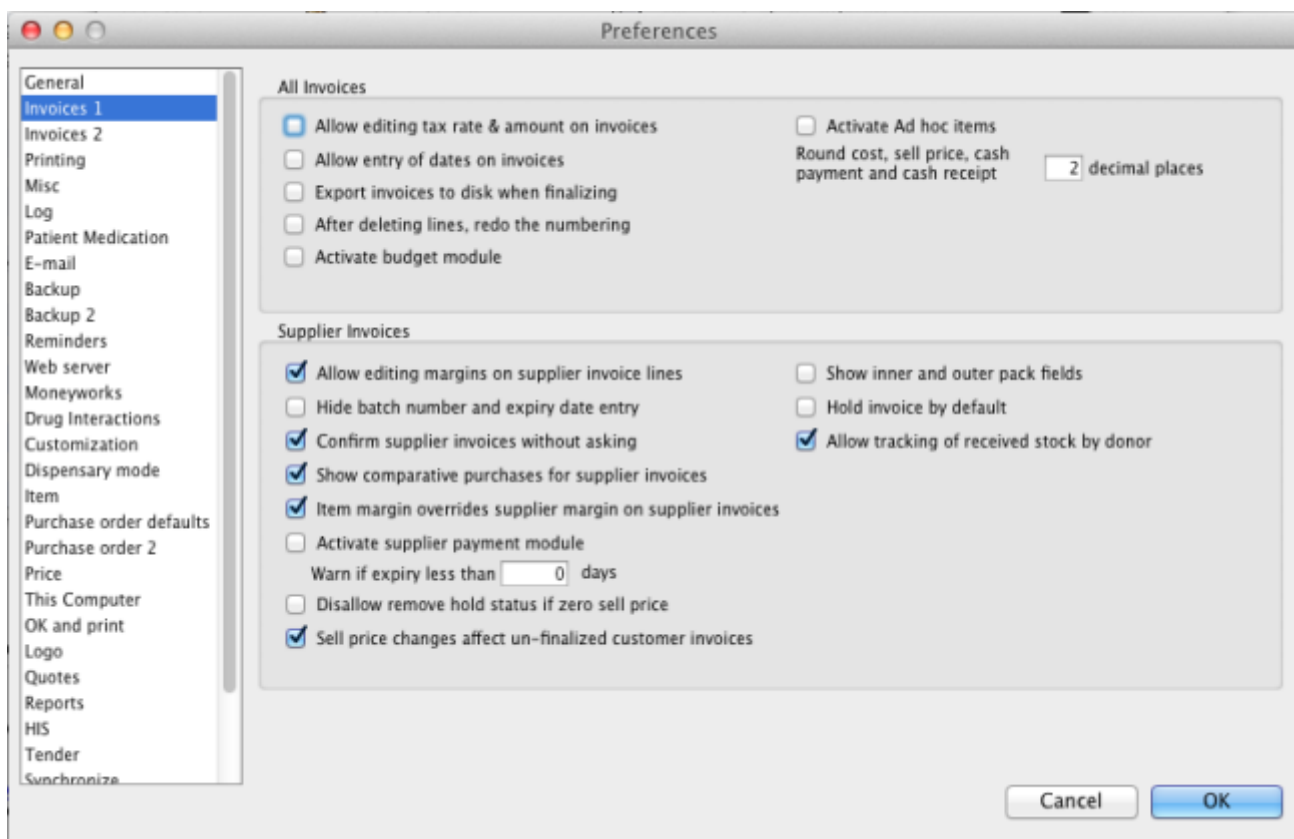 Preferences
General
Invoices 1
Invoices 2
Printing
Misc
Log
Patient Medication
E-mail
Backup
Backup 2
Reminders
Web server
Moneyworks
Drug Interactions
Customization
Dispensary mode
Item
Purchase order defaults
Purchase order 2
Price
This Computer
OK and print
Logo
Quotes
Reports
HIS
Tender
Synchronize
All Invoices
Allow editing tax rate & amount on invoices
Allow entry of dates on invoices
Export invoices to disk when finalizing
After deleting lines, redo the numbering
Activate budget module
Activate Ad hoc items
Round cost, sell price, cash
payment and cash receipt 2 decimal places
Supplier Invoices
Allow editing margins on supplier invoice lines
Hide batch number and expiry date entry
Confirm supplier invoices without asking
Show comparative purchases for supplier invoices
Item margin overrides supplier margin on supplier invoices
Activate supplier payment module
Warn if expiry less than 0 days
Disallow remove hold status if zero sell price
Sell price changes affect un-finalized customer invoices
Show inner and outer pack fields
Hold invoice by default
Allow tracking of received stock by donor
Cancel
OK